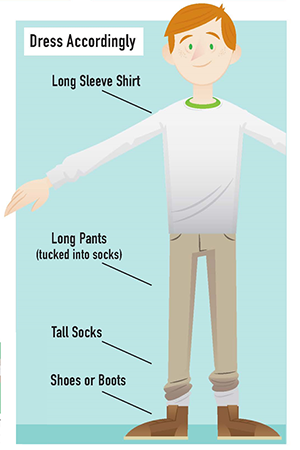 Dress Accordingly
Long Sleeve Shirt
Long Pants
(tucked into socks)
Tall Socks
Shoes or Boots